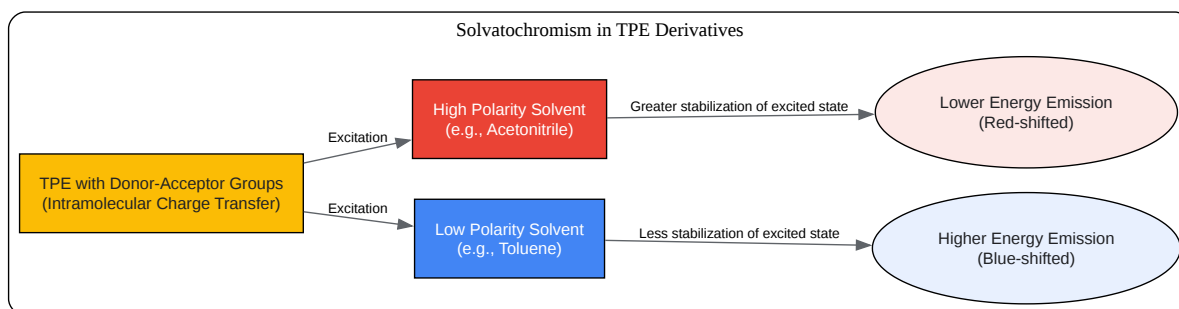 Solvatochromism in TPE Derivatives
TPE with Donor-Acceptor Groups
(Intramolecular Charge Transfer)
Excitation
High Polarity Solvent
(e.g., Acetonitrile)
Greater stabilization of excited state
Lower Energy Emission
(Red-shifted)
Excitation
Low Polarity Solvent
(e.g., Toluene)
Less stabilization of excited state
Higher Energy Emission
(Blue-shifted)